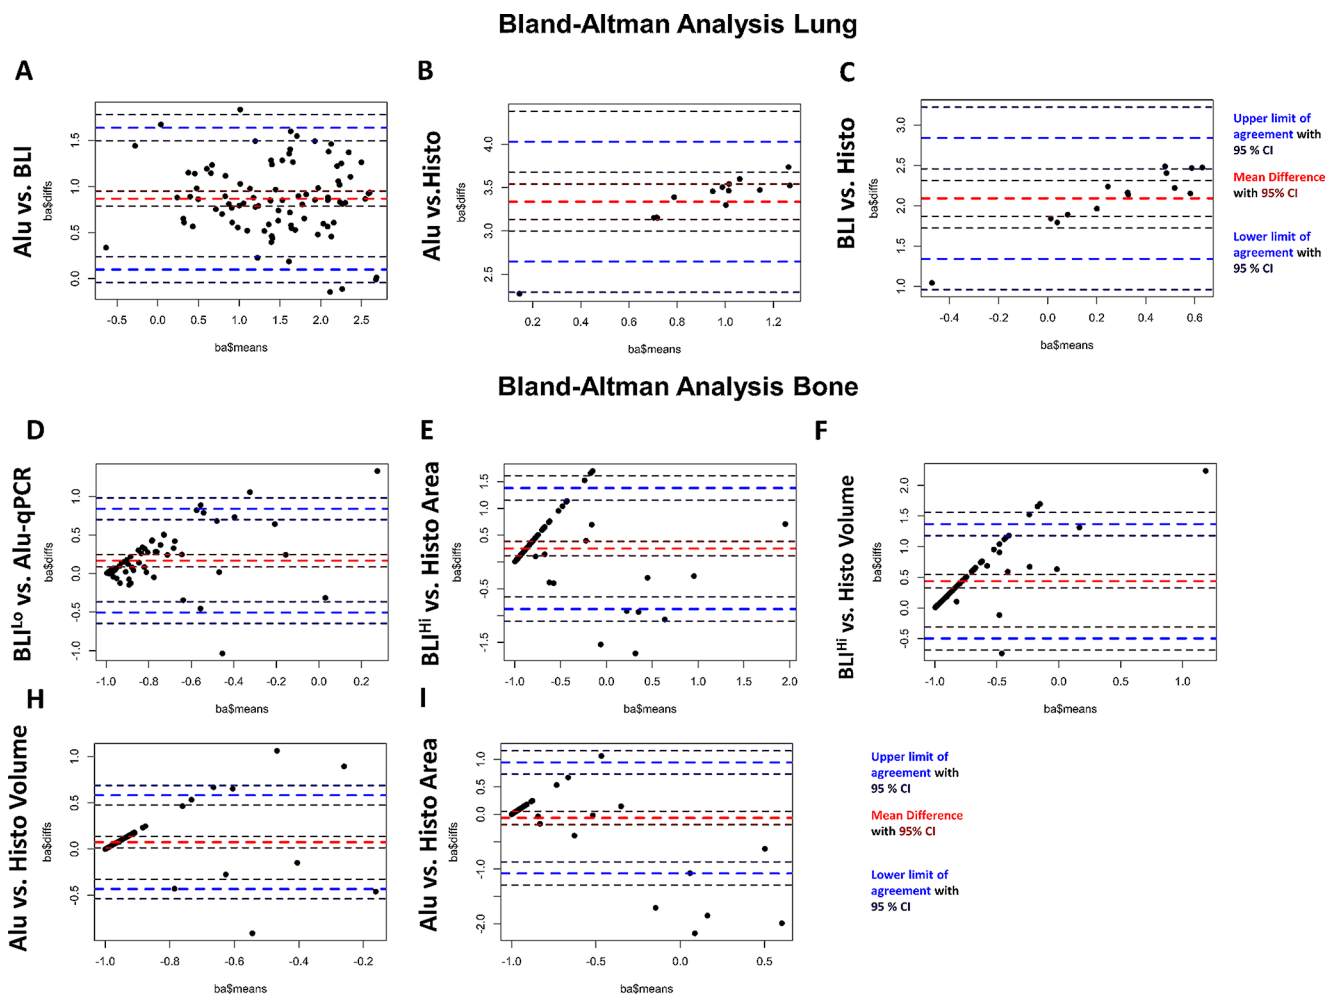 Bland-Altman Analysis Lung
A
Alu vs. BLI
ba$diffs
1.5
1.0
0.5
0.0
-0.5
0.0
0.5
1.0
1.5
2.0
2.5
ba$means
B
Alu vs.Histo
ba$diffs
4.0
3.5
3.0
2.5
0.2
0.4
0.6
0.8
1.0
1.2
ba$means
C
BLI vs. Histo
ba$diffs
3.0
2.5
2.0
1.5
1.0
-0.4
-0.2
0.0
0.2
0.4
0.6
ba$means
Upper limit of
agreement with
95 % CI
Mean Difference
with 95% CI
Lower limit of
agreement with
95 % CI
Bland-Altman Analysis Bone
D
BLILo vs. Alu-qPCR
ba$diffs
1.0
0.5
0.0
-0.5
-1.0
-1.0
-0.8
-0.6
-0.4
-0.2
0.0
0.2
ba$means
E
BLIHi vs. Histo Area
ba$diffs
1.5
1.0
0.5
-0.5
-1.5
-1.0
-0.5
0.0
0.5
1.0
1.5
2.0
ba$means
F
BLIHi vs. Histo Volume
ba$diffs
2.0
1.5
1.0
0.5
0.0
-0.5
-1.0
-0.5
0.0
0.5
1.0
ba$means
H
Alu vs. Histo Volume
ba$diffs
1.0
0.5
0.0
-0.5
-1.0
-0.8
-0.6
-0.4
-0.2
ba$means
I
Alu vs. Histo Area
ba$diffs
1.0
0.5
0.0
-1.0
-2.0
-1.0
-0.5
0.0
0.5
ba$means
Upper limit of
agreement with
95 % CI
Mean Difference
with 95% CI
Lower limit of
agreement with
95 % CI